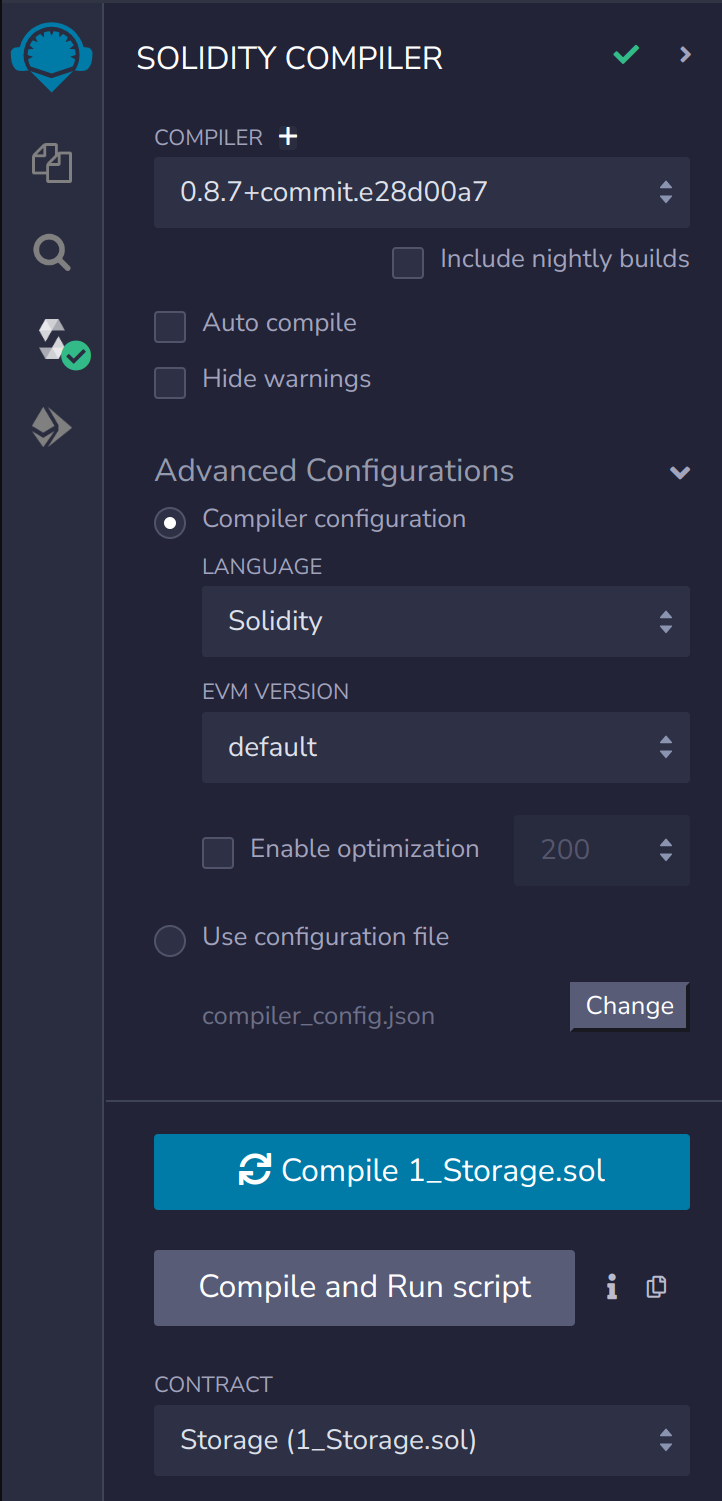 SOLIDITY COMPILER
COMPILER
0.8.7+commit.e28d00a7
Include nightly builds
Auto compile
Hide warnings
Advanced Configurations
Compiler configuration
LANGUAGE
Solidity
EVM VERSION
default
Enable optimization 200
Use configuration file
compiler_config.json Change
Compile 1_Storage.sol
Compile and Run script
CONTRACT
Storage (1_Storage.sol)